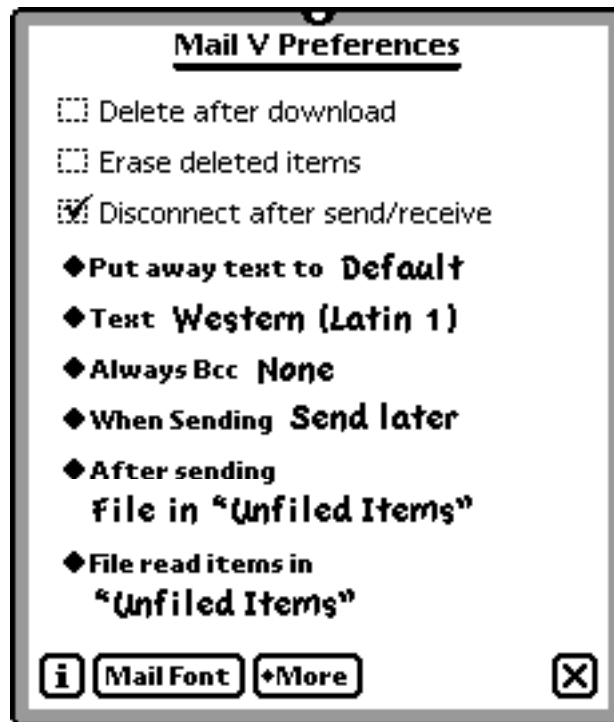 Mail V Preferences
Delete after download
Erase deleted items
Disconnect after send/receive
◆Put away text to Default
◆Text Western (Latin 1)
◆Always Bcc None
◆When Sending Send later
◆After sending
File in “Unfiled Items”
◆File read items in
“Unfiled Items”
i Mail Font ◆More X